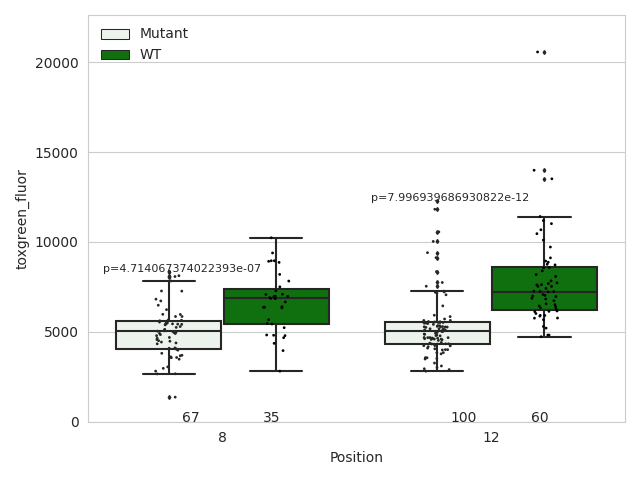 Mutant
WT
20000
15000
10000
5000
0
toxgreen_fluor
p=4.714067374022393e-07
p=7.996939686930822e-12
67
35
100
60
8
12
Position